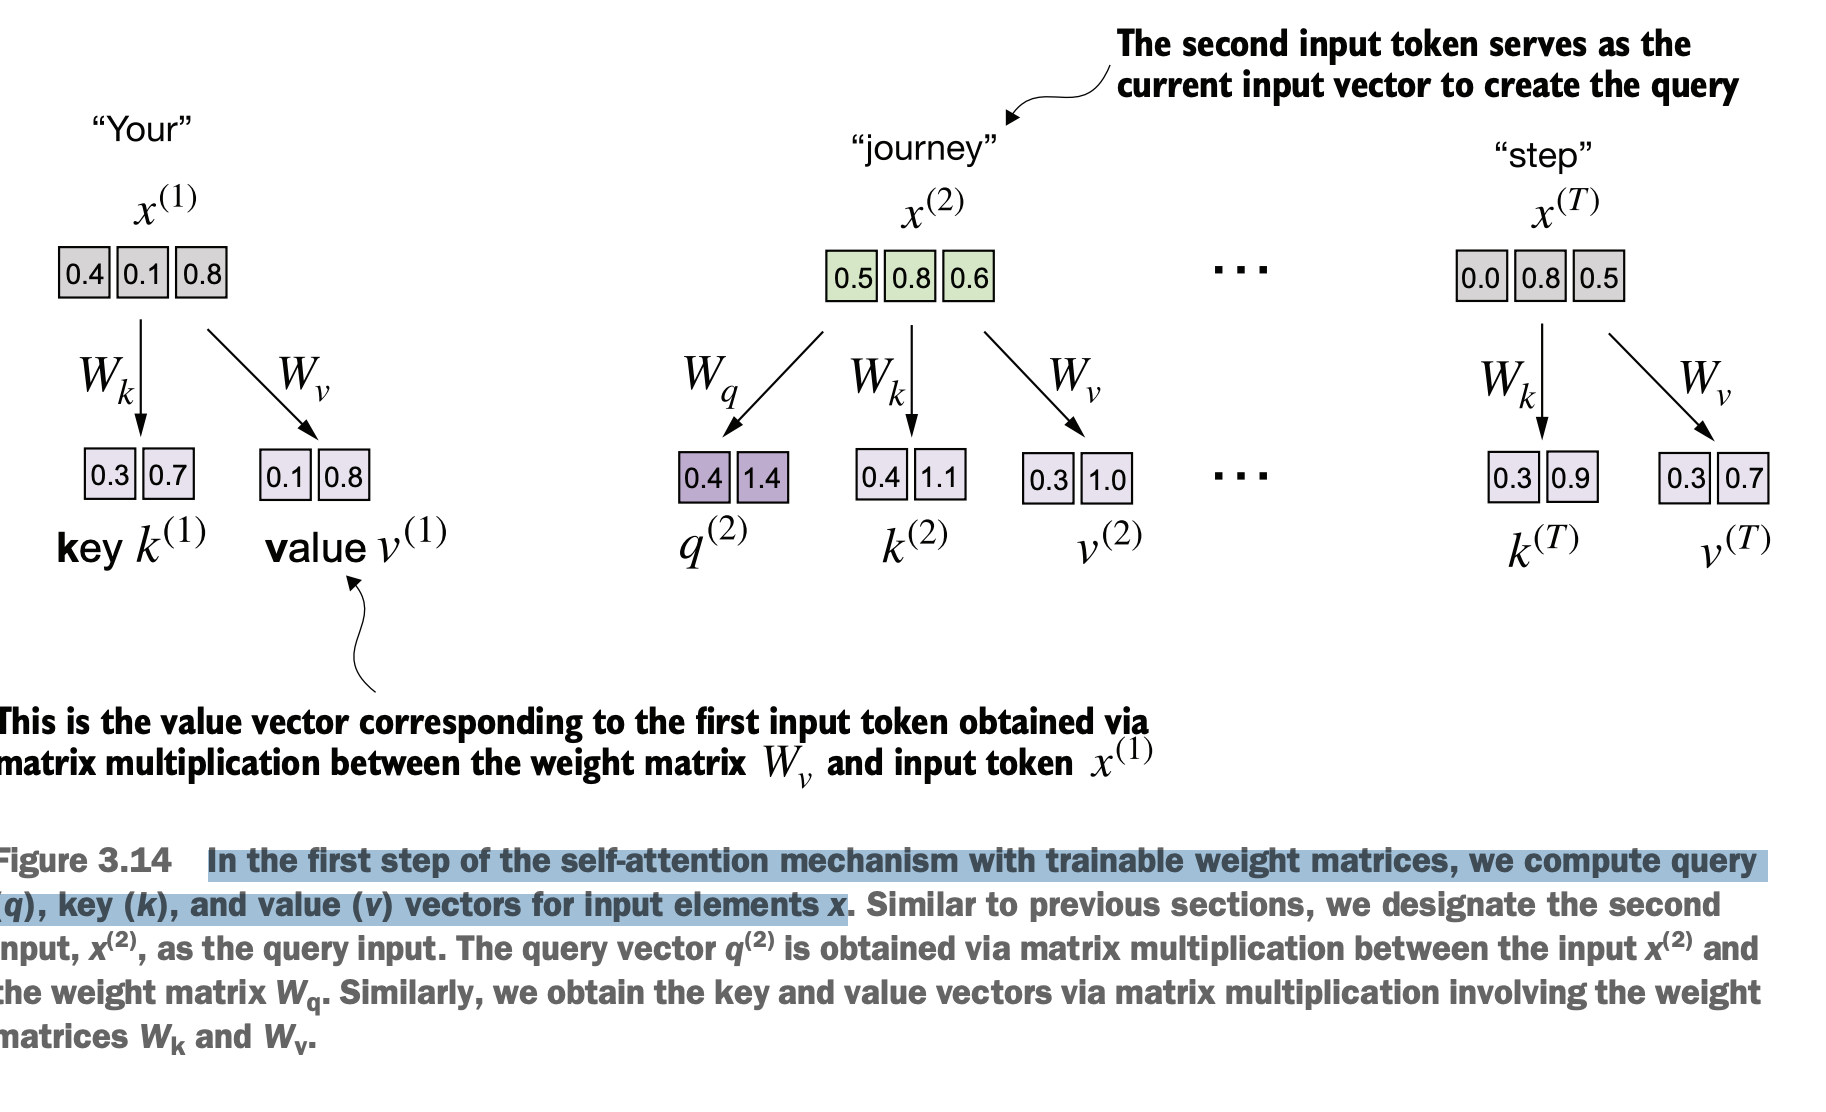 The second input token serves as the
current input vector to create the query
“Your”
“journey”
“step”
x(1)
x(2)
x(T)
0.4 0.1 0.8
0.5 0.8 0.6
...
0.0 0.8 0.5
Wk Wv
Wq Wk Wv
Wk Wv
0.3 0.7 0.1 0.8
0.4 1.4 0.4 1.1 0.3 1.0
...
0.3 0.9 0.3 0.7
key k(1) value v(1)
q(2) k(2) v(2)
k(T) v(T)
This is the value vector corresponding to the first input token obtained via
matrix multiplication between the weight matrix Wv and input token x(1)
Figure 3.14 In the first step of the self-attention mechanism with trainable weight matrices, we compute query
(q), key (k), and value (v) vectors for input elements x. Similar to previous sections, we designate the second
input, x(2), as the query input. The query vector q(2) is obtained via matrix multiplication between the input x(2) and
the weight matrix Wq. Similarly, we obtain the key and value vectors via matrix multiplication involving the weight
matrices Wk and Wv.